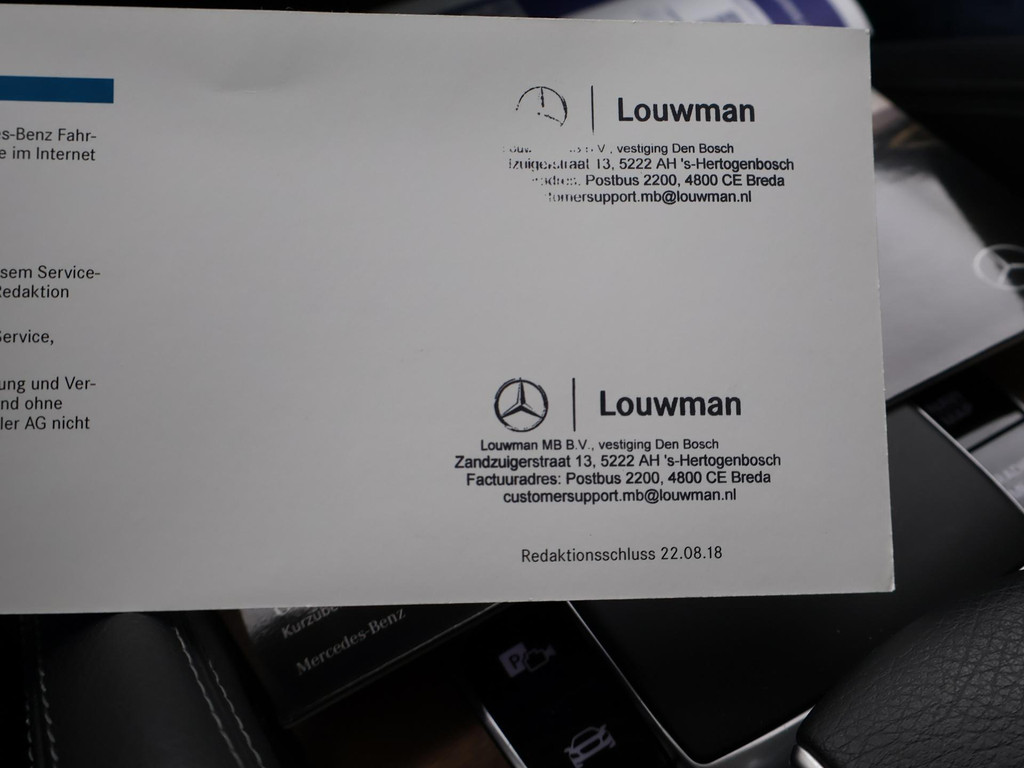 s-Benz Fahr-
e im Internet
sem Service-
Redaktion
Service,
ung und Ver-
nd ohne
ler AG nicht
Louwman
vestiging Den Bosch
13, 5222 AH 's-Hertogenbosch
Postbus 2200, 4800 CE Breda
tomersupport.mb@louwman.nl
Louwman
Louwman MB B.V., vestiging Den Bosch
Zandzuigerstraat 13, 5222 AH 's-Hertogenbosch
Factuuradres: Postbus 2200, 4800 CE Breda
customersupport.mb@louwman.nl
Redaktionsschluss 22.08.18
Kurzübe
Mercedes-Benz
P